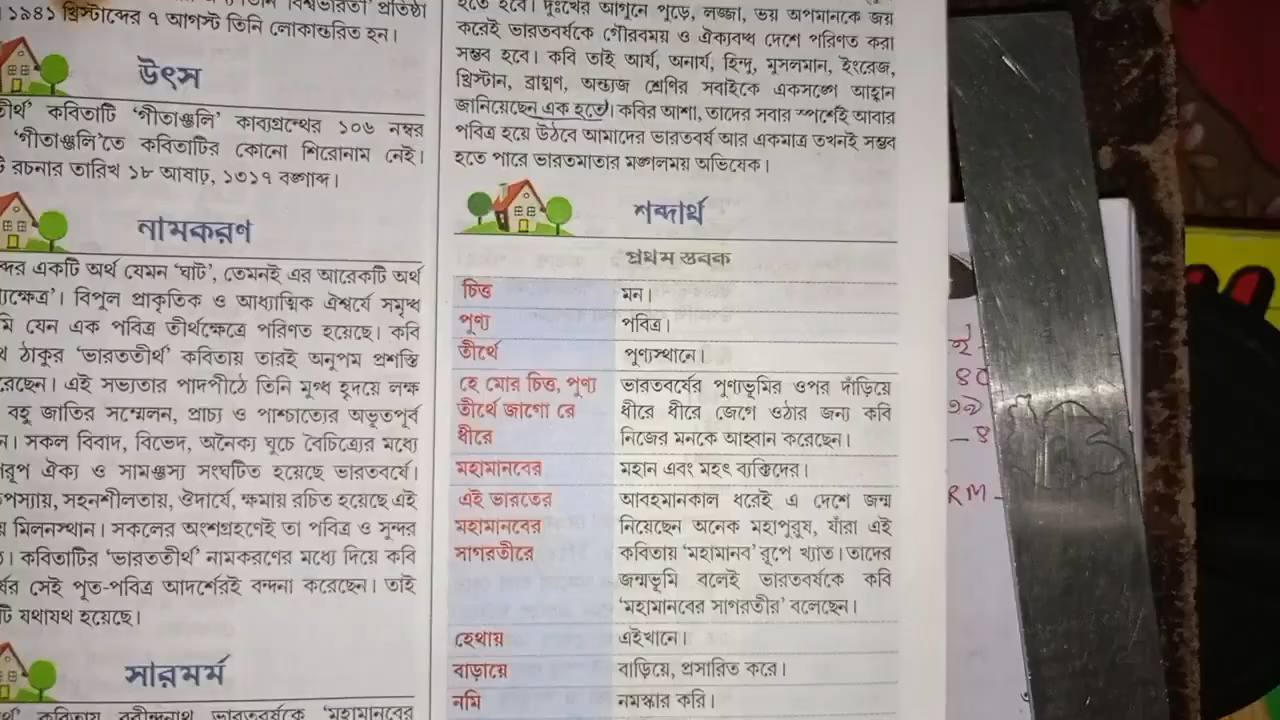 বিশ্বভারতী প্রতিষ্ঠা
১৯৪১ খ্রিস্টাব্দের ৭ আগস্ট তিনি লোকান্তরিত হন।
উৎস
তীর্থ' কবিতাটি 'গীতাঞ্জলি' কাব্যগ্রন্থের ১০৬ নম্বর
'গীতাঞ্জলি'তে কবিতাটির কোনো শিরোনাম নেই।
রচনার তারিখ ১৮ আষাঢ়, ১৩১৭ বঙ্গাব্দ।
নামকরণ
একটি অর্থ যেমন 'ঘাট', তেমনই এর আরেকটি অর্থ
বিপুল প্রাকৃতিক ও আধ্যাত্মিক ঐশ্বর্যে সমৃদ্ধ
যেন এক পবিত্র তীর্থক্ষেত্রে পরিণত হয়েছে। কবি
ঠাকুর 'ভারততীর্থ' কবিতায় তারই অনুপম প্রশস্তি
এই সভ্যতার পাদপীঠে তিনি মুগ্ধ হৃদয়ে লক্ষ
বহু জাতির সম্মেলন, প্রাচ্য ও পাশ্চাত্যের অভূতপূর্ব
সকল বিবাদ, বিভেদ, অনৈক্য ঘুচে বৈচিত্র্যের মধ্যে
ঐক্য ও সামঞ্জস্য সংঘটিত হয়েছে ভারতবর্ষে।
সহনশীলতায়, ঔদার্যে, ক্ষমায় রচিত হয়েছে এই
মিলনস্থান। সকলের অংশগ্রহণেই তা পবিত্র ও সুন্দর
কবিতাটির 'ভারততীর্থ' নামকরণের মধ্যে দিয়ে কবি
সেই পূত-পবিত্র আদর্শেরই বন্দনা করেছেন। তাই
যথাযথ হয়েছে।
সারমর্ম
কবিতায় রবীন্দ্রনাথ ভারতবর্ষকে 'মহামানবের
হতে হবে। দুঃখের আগুনে পুড়ে, লজ্জা, ভয় অপমানকে জয়
করেই ভারতবর্ষকে গৌরবময় ও ঐক্যবদ্ধ দেশে পরিণত করা
সম্ভব হবে। কবি তাই আর্য, অনার্য, হিন্দু, মুসলমান, ইংরেজ,
খ্রিস্টান, ব্রাহ্মণ, অন্ত্যজ শ্রেণির সবাইকে একসঙ্গে আহ্বান
জানিয়েছেন এক হতে। কবির আশা, তাদের সবার স্পর্শেই আবার
পবিত্র হয়ে উঠবে আমাদের ভারতবর্ষ আর একমাত্র তখনই সম্ভব
হতে পারে ভারতমাতার মঙ্গলময় অভিষেক।
শব্দার্থ
প্রথম স্তবক
চিত্ত মন।
পুণ্য পবিত্র।
তীর্থে পুণ্যস্থানে।
হে মোর চিত্ত, পুণ্য ভারতবর্ষের পুণ্যভূমির ওপর দাঁড়িয়ে
তীর্থে জাগো রে ধীরে ধীরে জেগে ওঠার জন্য কবি
ধীরে নিজের মনকে আহবান করেছেন।
মহামানবের মহান এবং মহৎ ব্যক্তিদের।
এই ভারতের আবহমানকাল ধরেই এ দেশে জন্ম
মহামানবের নিয়েছেন অনেক মহাপুরুষ, যাঁরা এই
সাগরতীরে কবিতায় 'মহামানব' রূপে খ্যাত। তাদের
জন্মভূমি বলেই ভারতবর্ষকে কবি
'মহামানবের সাগরতীর' বলেছেন।
হেথায় এইখানে।
বাড়ায়ে বাড়িয়ে, প্রসারিত করে।
নমি নমস্কার করি।
RM-